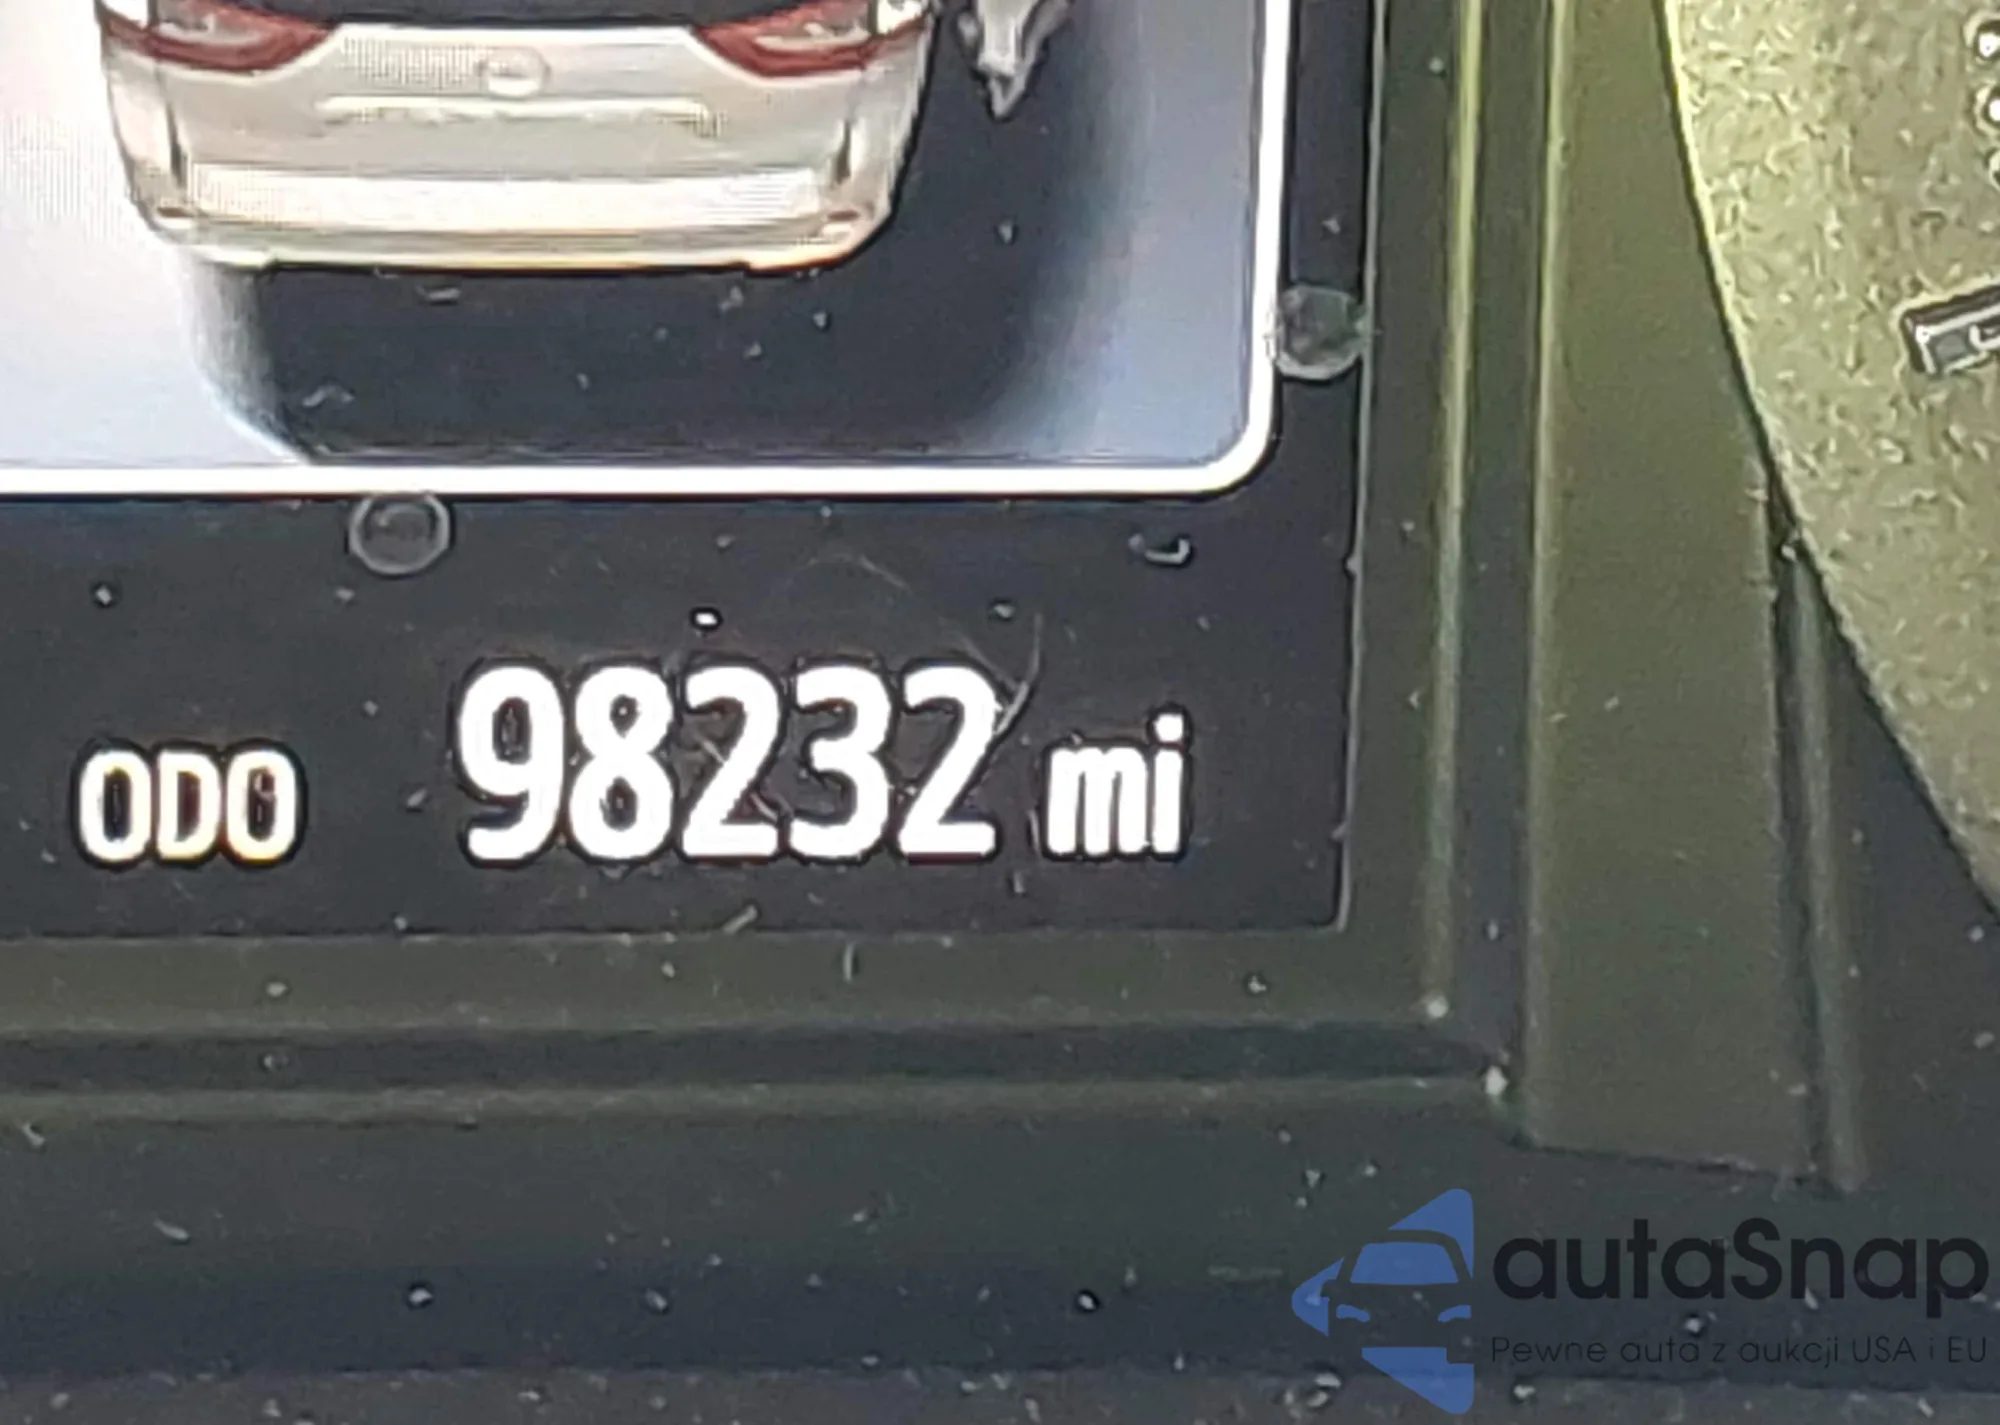 ODO 98232 mi
autaSnap
Pewne auta z aukcji USA i EU